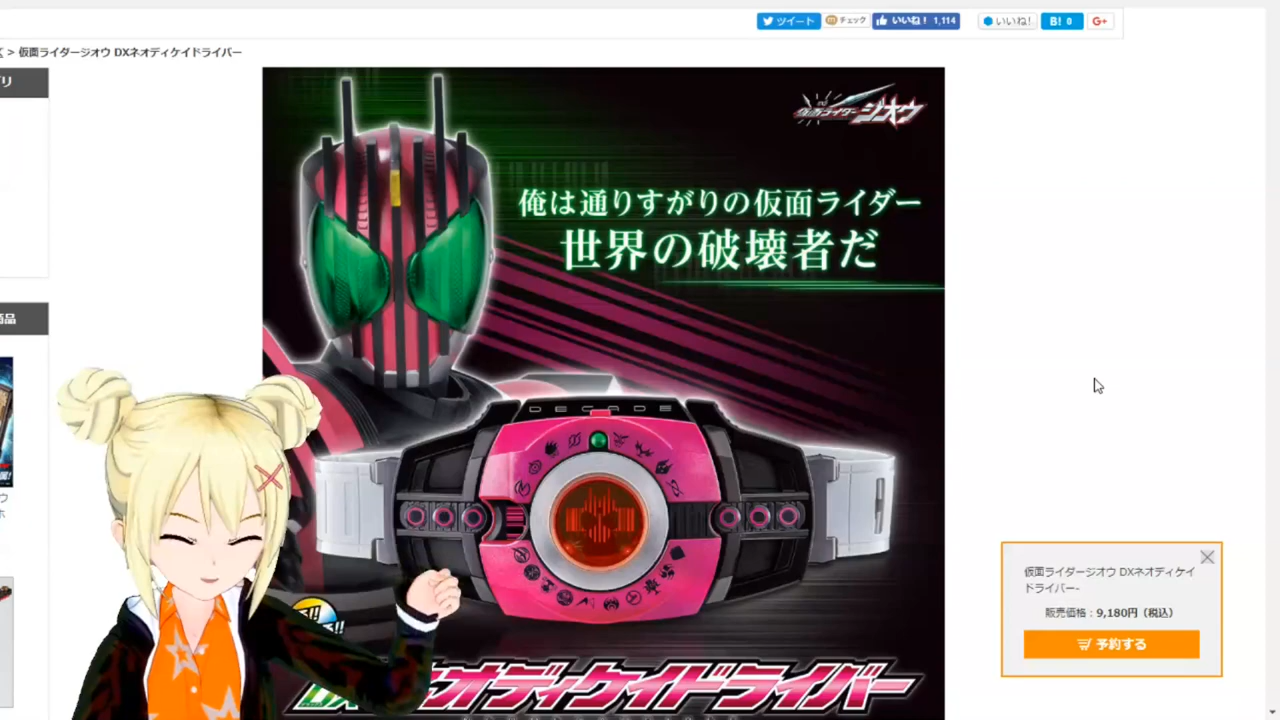 ツイート
チェック
いいね！ 1,114
いいね!
B! 0
G+
> 仮面ライダージオウ DXネオディケイドライバー
リ
仮面ライダージオウ
俺は通りすがりの仮面ライダー
世界の破壊者だ
商品
DECADE
仮面ライダージオウ DXネオディケイ
ドライバー-
販売価格：9,180円（税込）
予約する
DXネオディケイドライバー